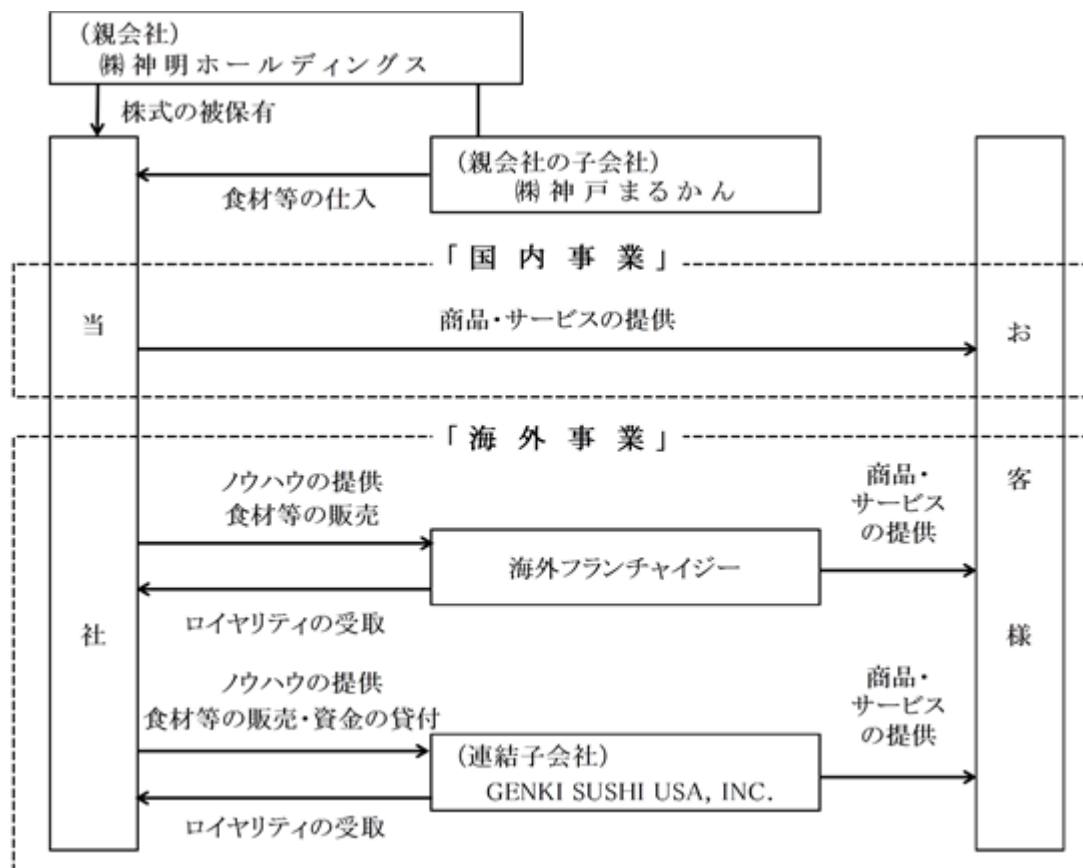 (親会社)
㈱神明ホールディングス
株式の被保有
(親会社の子会社)
㈱神戸まるかん
食材等の仕入
「国内事業」
商品・サービスの提供
「海外事業」
ノウハウの提供
食材等の販売
海外フランチャイジー
商品・
サービス
の提供
ロイヤリティの受取
ノウハウの提供
食材等の販売・資金の貸付
(連結子会社)
GENKI SUSHI USA, INC.
商品・
サービス
の提供
ロイヤリティの受取
当社
お客様